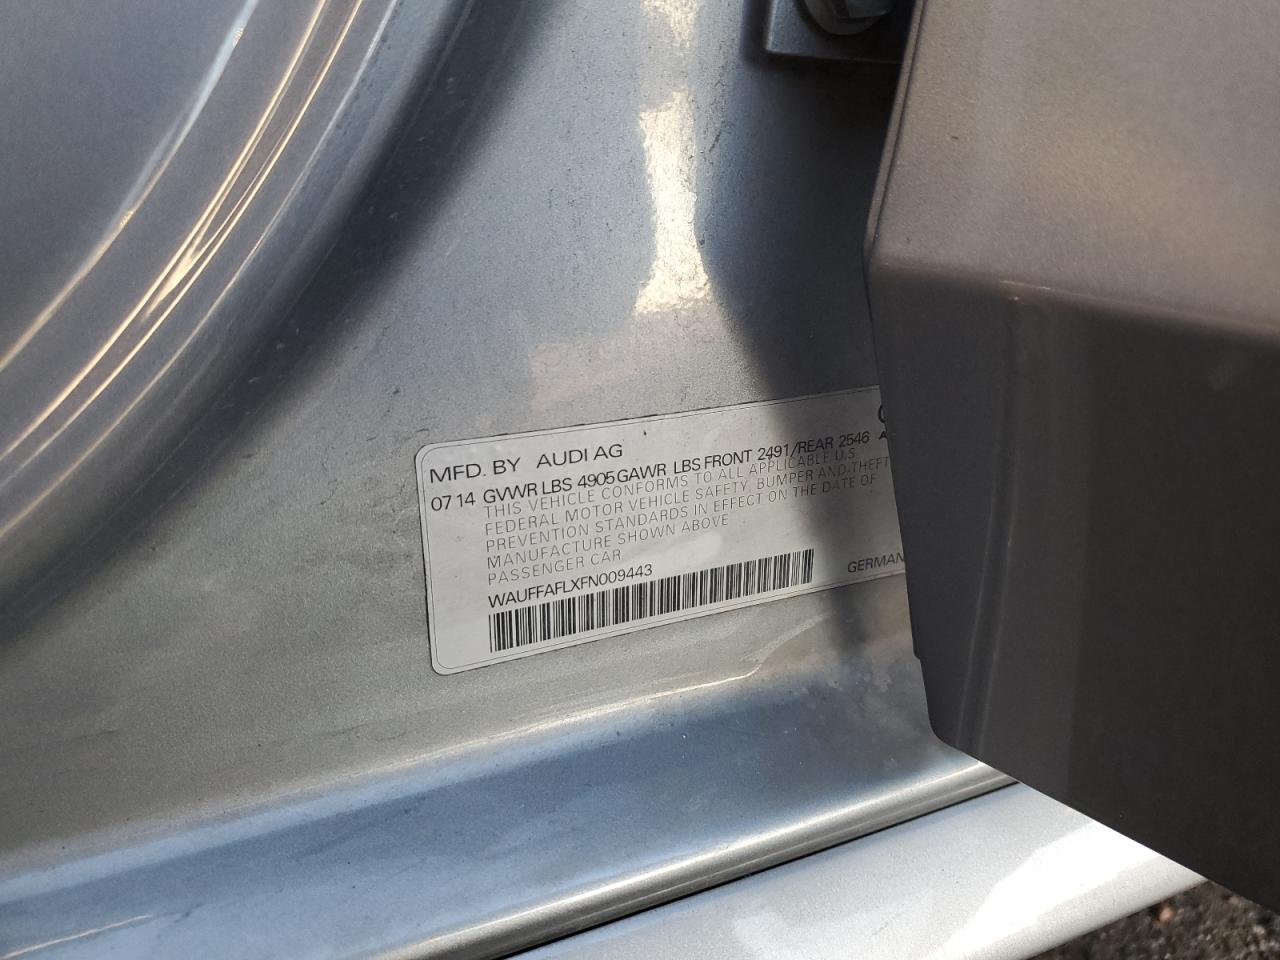 MFD. BY AUDI AG
07 14 GVWR LBS 4905 GAWR LBS FRONT 2491/REAR 2546
THIS VEHICLE CONFORMS TO ALL APPLICABLE U.S
FEDERAL MOTOR VEHICLE SAFETY, BUMPER AND THEFT
PREVENTION STANDARDS IN EFFECT ON THE DATE OF
MANUFACTURE SHOWN ABOVE
PASSENGER CAR
WAUFFAFLXFN009443
GERMAN